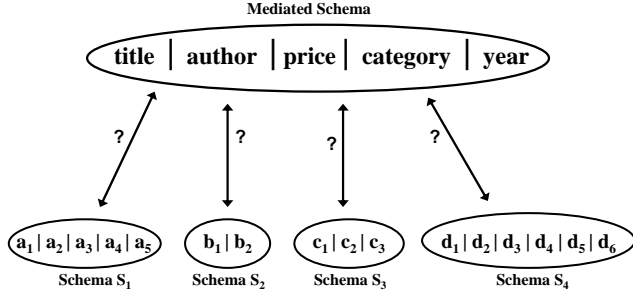 Mediated Schema
title | author | price | category | year
? ? ? ?
a₁ | a₂ | a₃ | a₄ | a₅ b₁ | b₂ c₁ | c₂ | c₃ d₁ | d₂ | d₃ | d₄ | d₅ | d₆
Schema S₁ Schema S₂ Schema S₃ Schema S₄